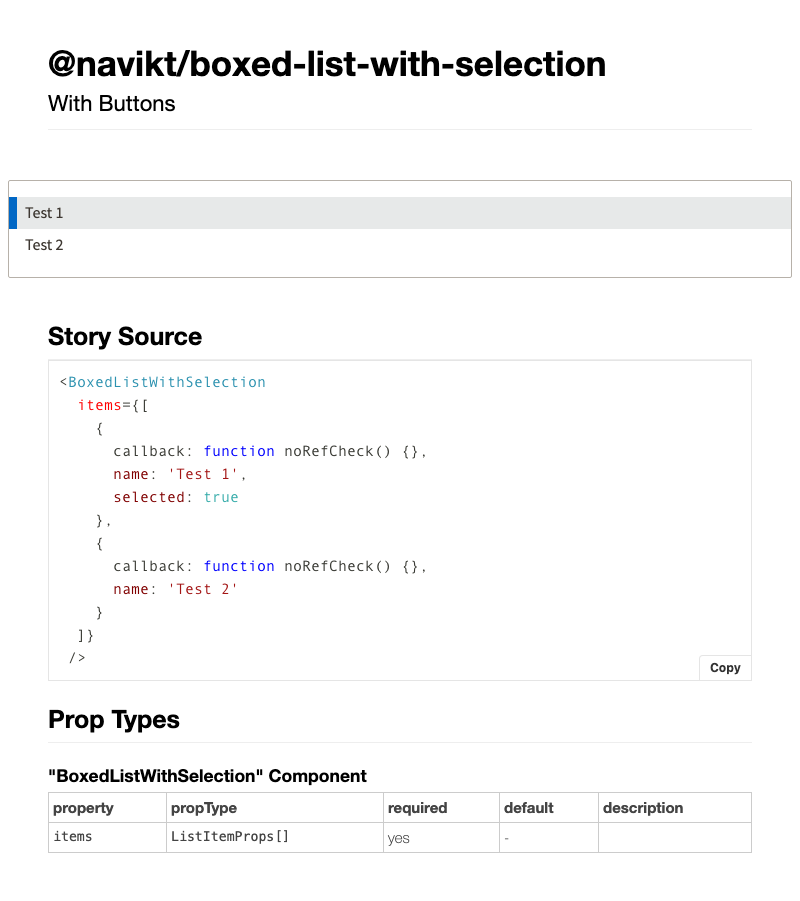 @navikt/boxed-list-with-selection
With Buttons
Test 1
Test 2
Story Source
<BoxedListWithSelection
  items={[
    {
      callback: function noRefCheck() {},
      name: 'Test 1',
      selected: true
    },
    {
      callback: function noRefCheck() {},
      name: 'Test 2'
    }
  ]}
 />
Copy
Prop Types
"BoxedListWithSelection" Component
property propType required default description
items ListItemProps[] yes -